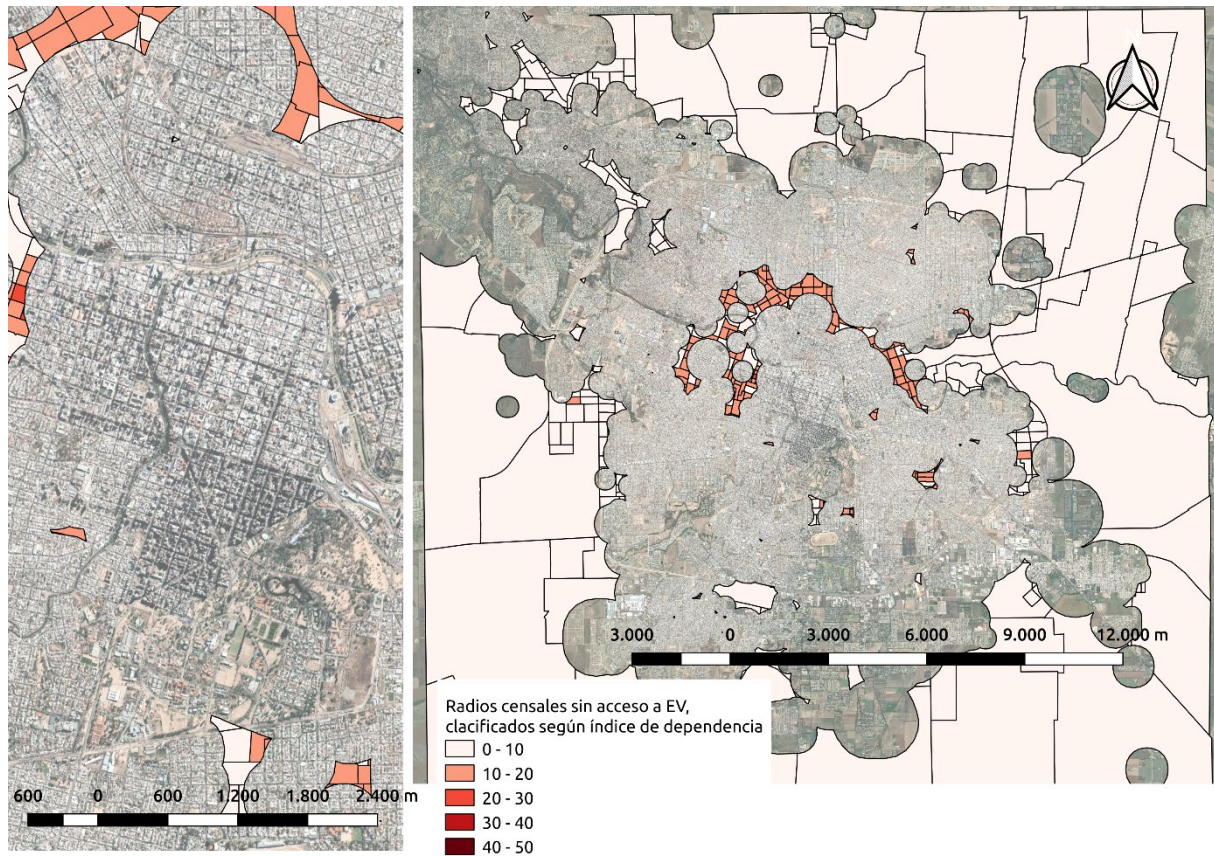 3.000 0 3.000 6.000 9.000 12.000 m
Radios censales sin acceso a EV,
clacificados según índice de dependencia
0 - 10
10 - 20
20 - 30
30 - 40
40 - 50
600 0 600 1.200 1.800 2.400 m